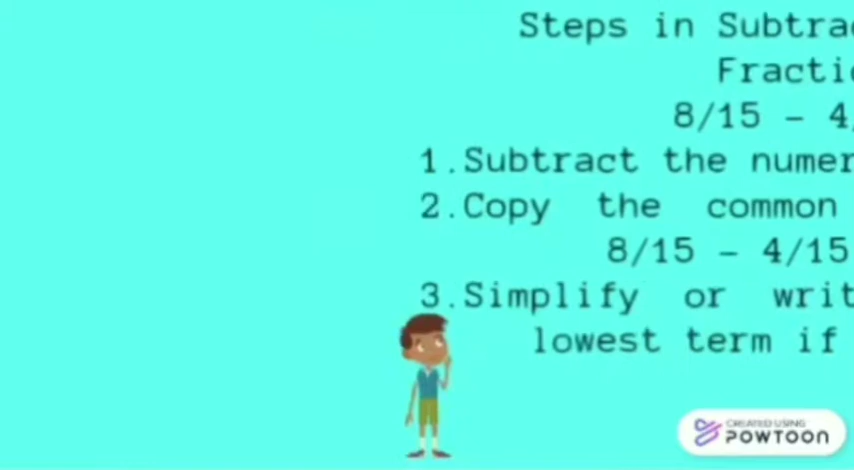 Steps in Subtrac
Fractio
8/15 – 4/
1.Subtract the numer
2.Copy the common
8/15 – 4/15
3.Simplify or writ
lowest term if
CREATED USING
POWTOON